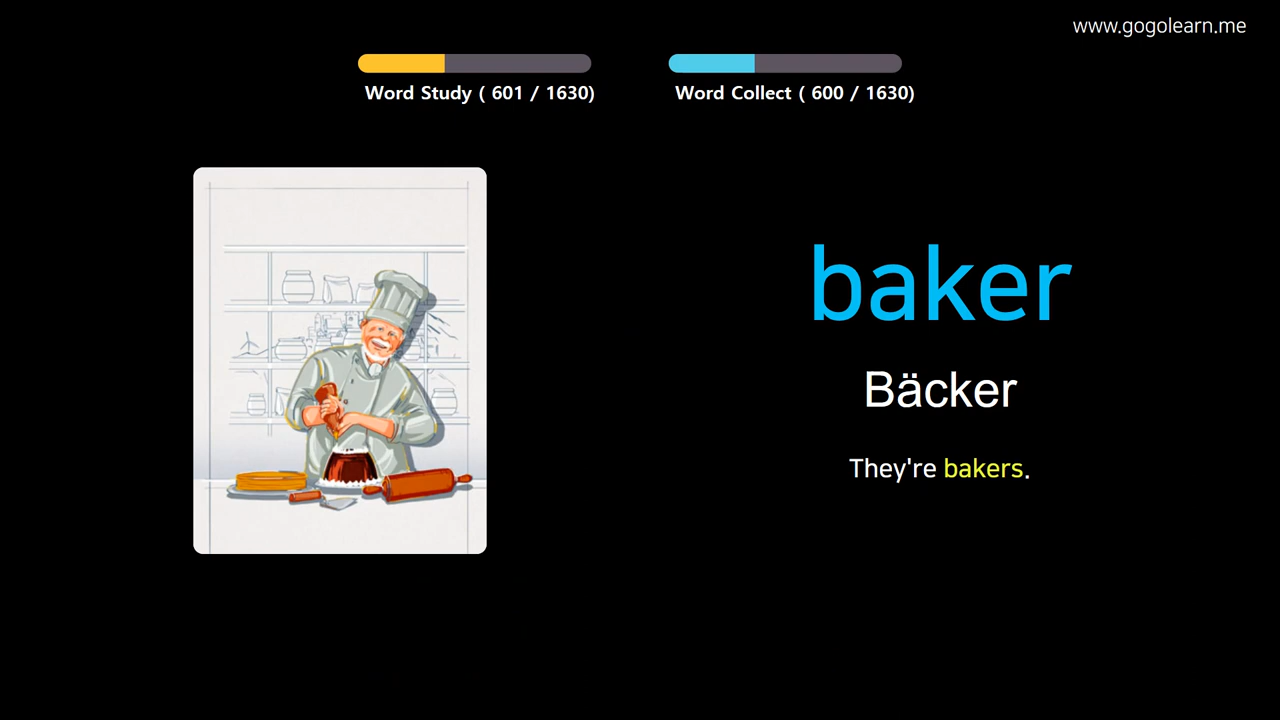 www.gogolearn.me
Word Study ( 601 / 1630)
Word Collect ( 600 / 1630)
baker
Bäcker
They're bakers.